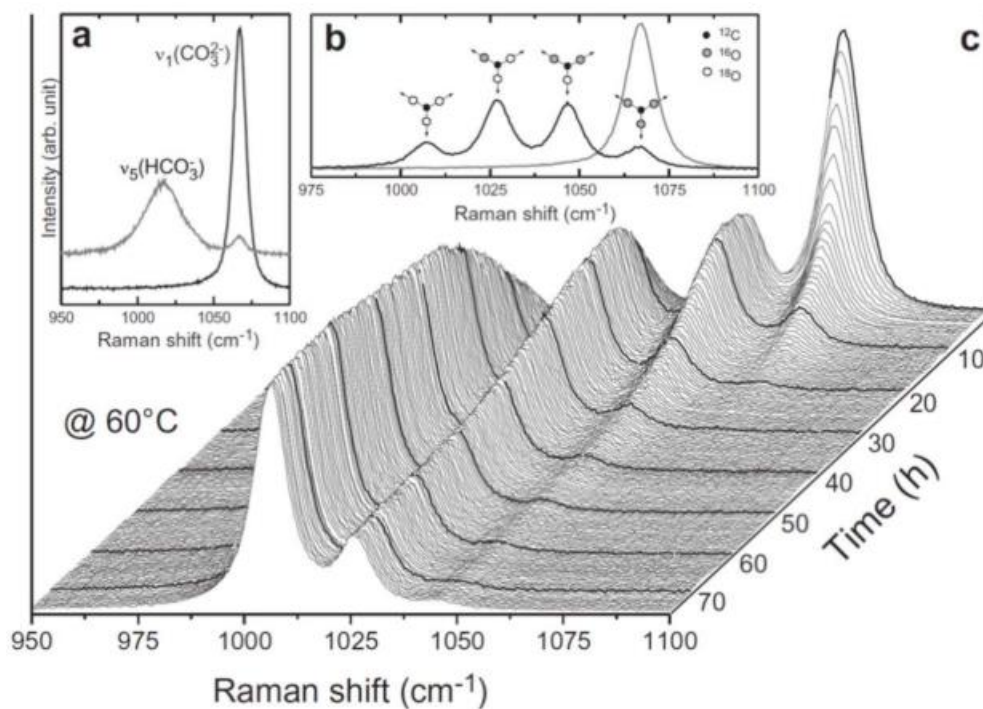 a
ν₁(CO₃²⁻)
ν₅(HCO₃⁻)
Intensity (arb. unit)
950 1000 1050 1100
Raman shift (cm⁻¹)
b
¹²C
¹⁶O
¹⁸O
975 1000 1025 1050 1075 1100
Raman shift (cm⁻¹)
c
@ 60°C
10
20
30
40
50
60
70
Time (h)
950 975 1000 1025 1050 1075 1100
Raman shift (cm⁻¹)